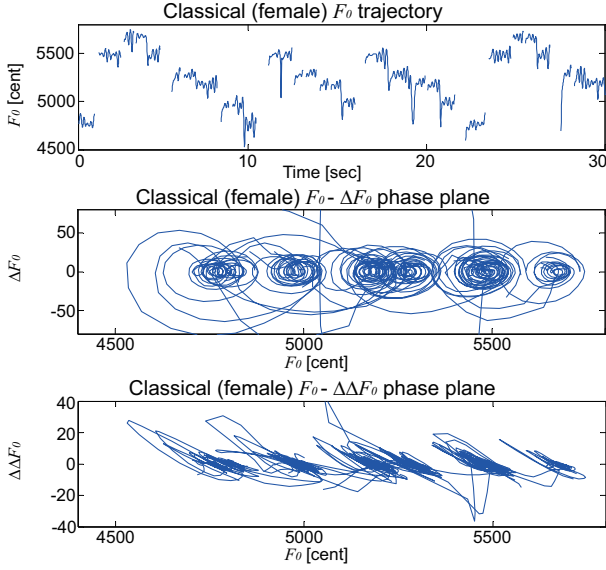 Classical (female) F0 trajectory
F0 [cent]
5500
5000
4500
0
10
20
30
Time [sec]
Classical (female) F0 - ΔF0 phase plane
ΔF0
50
0
-50
4500
5000
5500
F0 [cent]
Classical (female) F0 - ΔΔF0 phase plane
ΔΔF0
40
20
0
-20
-40
4500
5000
5500
F0 [cent]